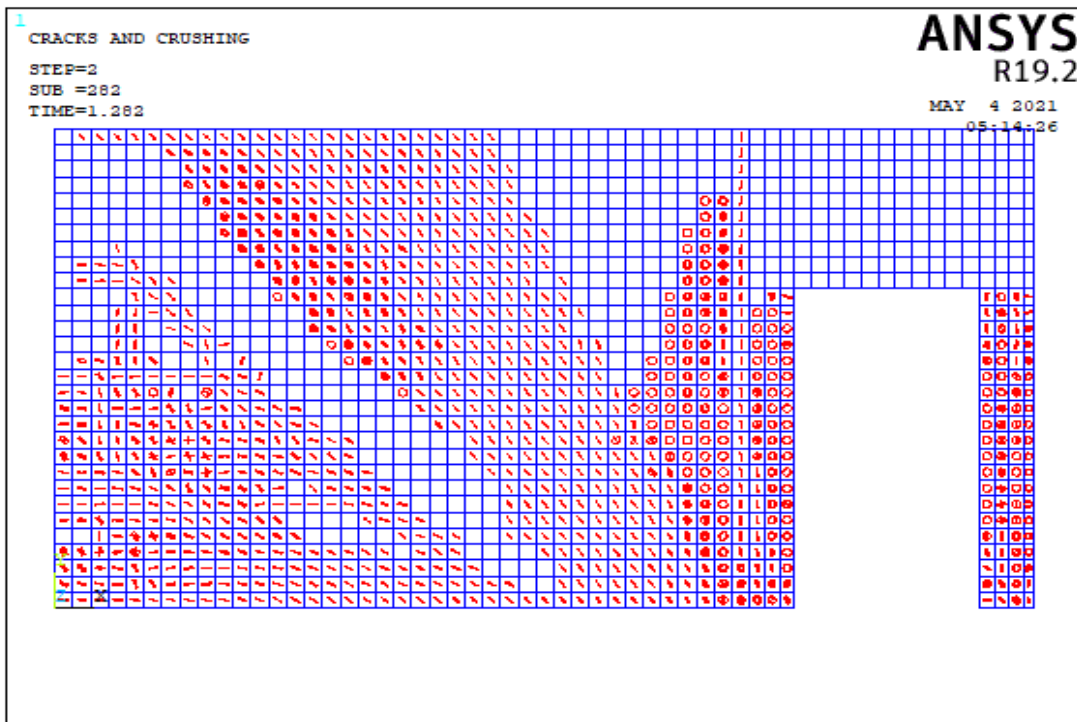 1
CRACKS AND CRUSHING
STEP=2
SUB =282
TIME=1.282
ANSYS
R19.2
MAY  4 2021
05:14:26
Y
Z
X